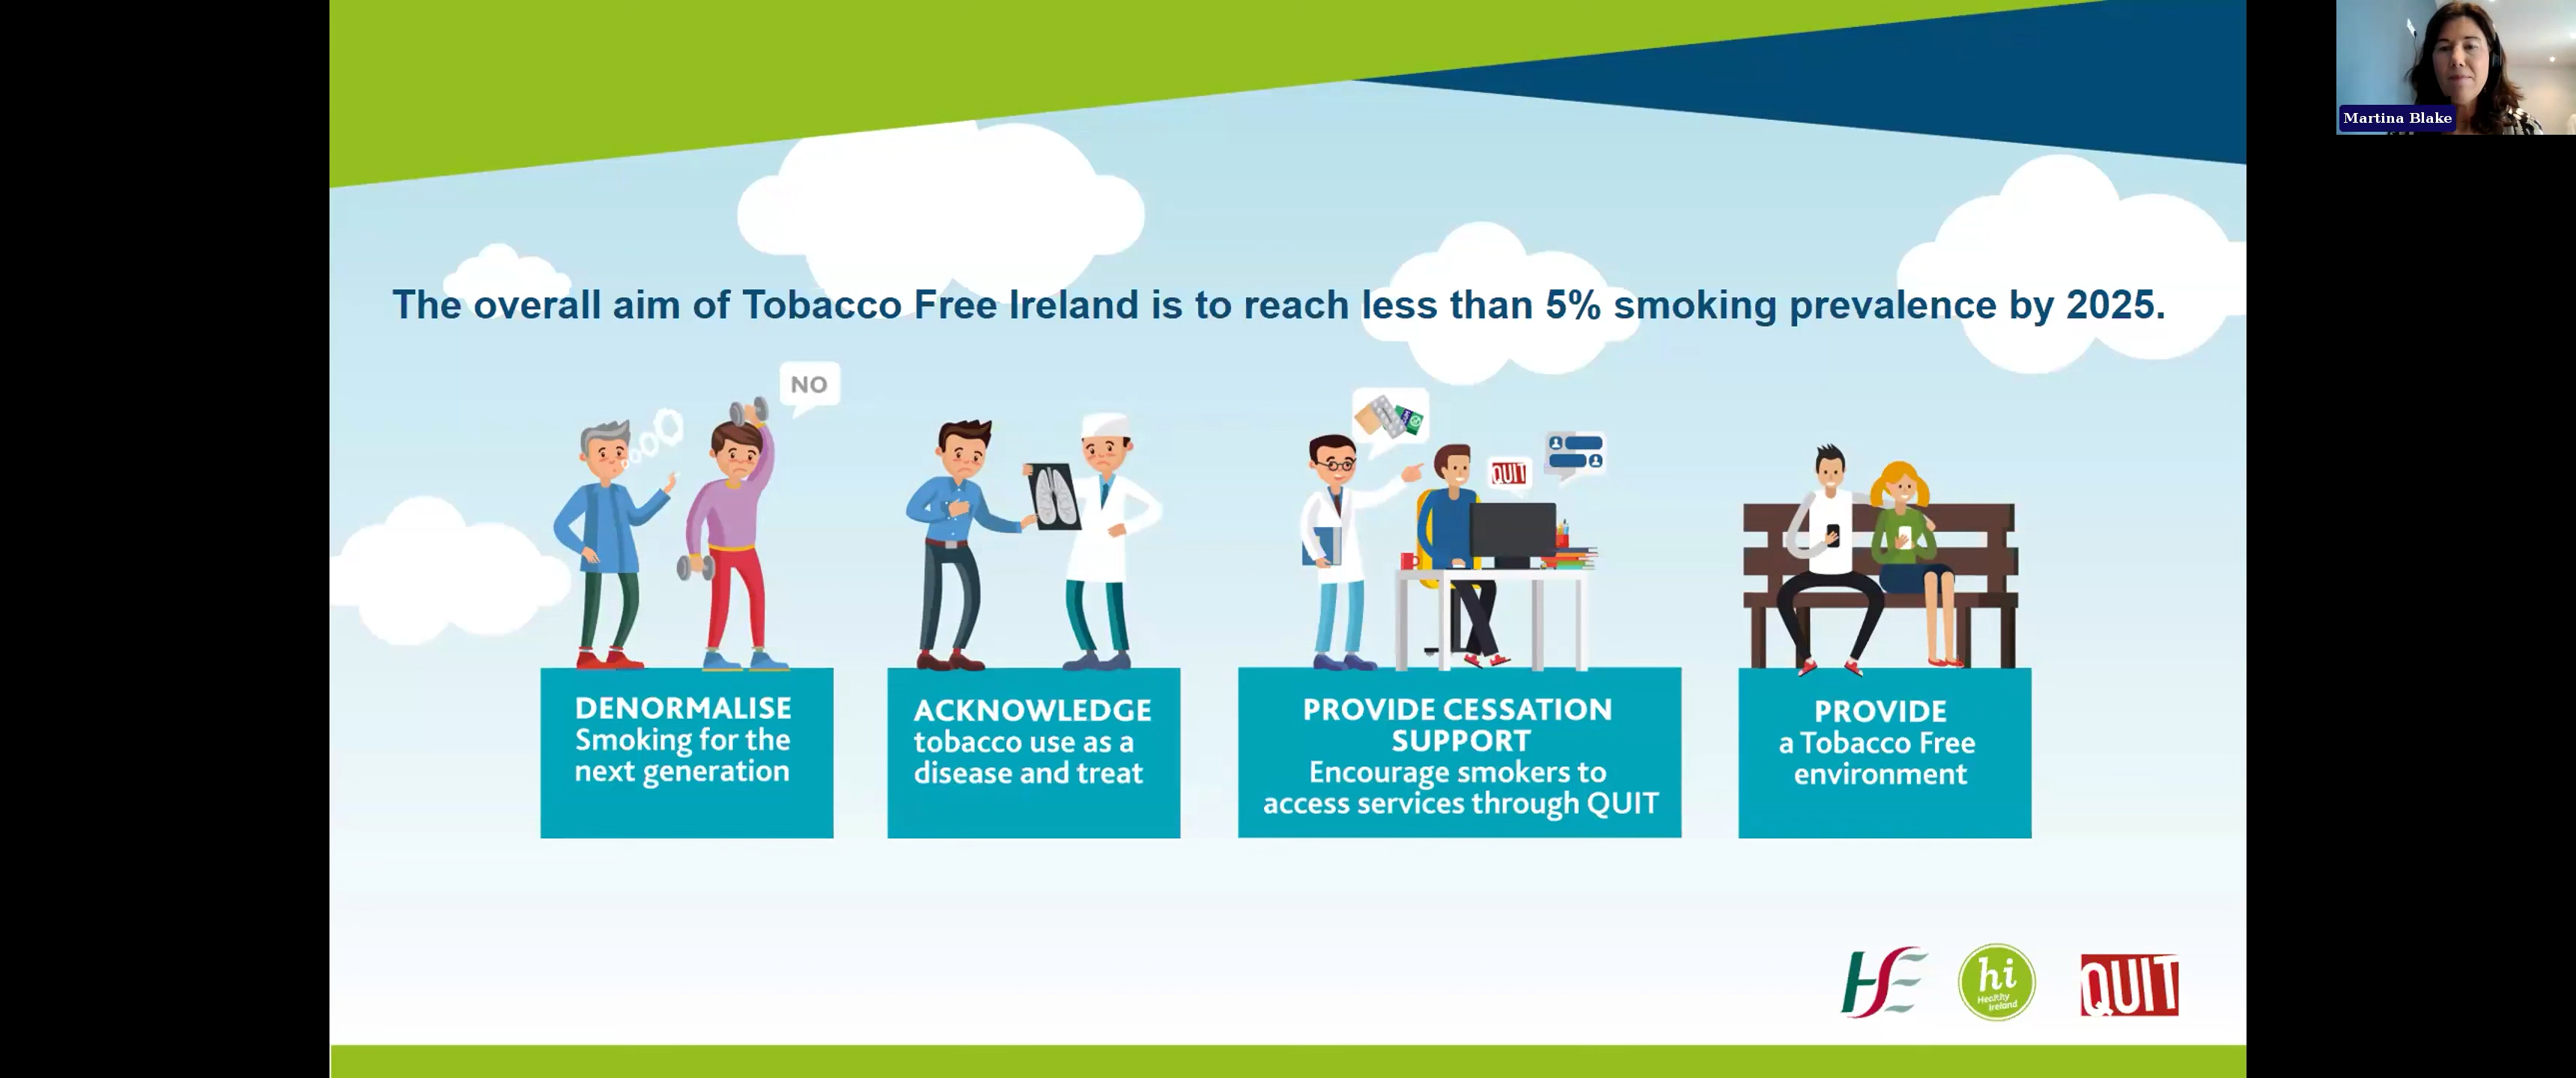 Martina Blake
The overall aim of Tobacco Free Ireland is to reach less than 5% smoking prevalence by 2025.
NO
QUIT
DENORMALISE
Smoking for the
next generation
ACKNOWLEDGE
tobacco use as a
disease and treat
PROVIDE CESSATION
SUPPORT
Encourage smokers to
access services through QUIT
PROVIDE
a Tobacco Free
environment
HSE
hi
Healthy
Ireland
QUIT